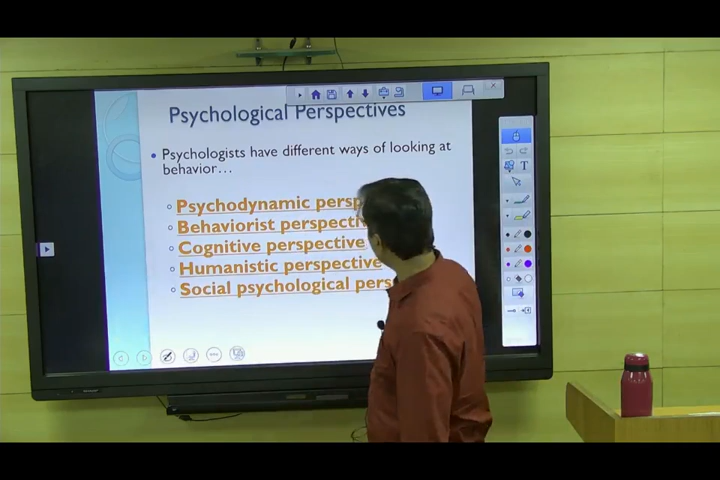 Psychological Perspectives
• Psychologists have different ways of looking at
behavior...
Psychodynamic persp
Behaviorist perspectiv
Cognitive perspective
Humanistic perspective
Social psychological pers
T